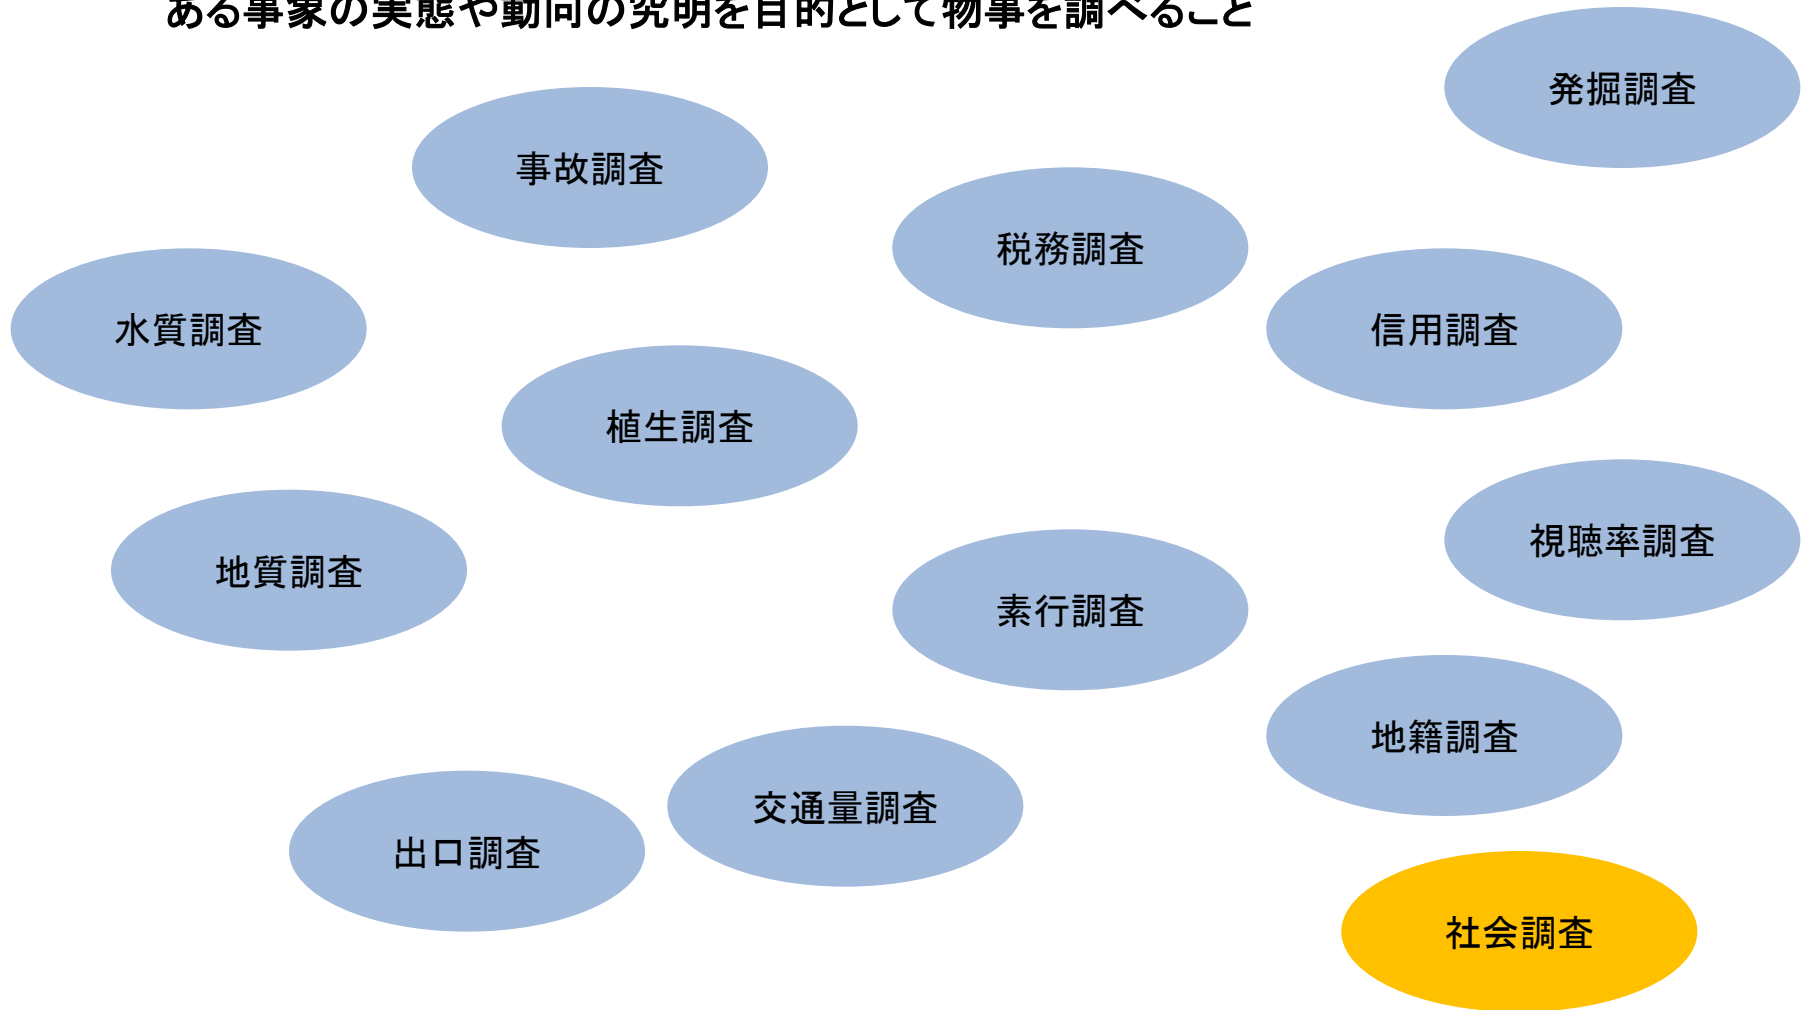 ある事象の実態や動向の究明を目的として物事を調べること
発掘調査
事故調査
税務調査
水質調査
信用調査
植生調査
視聴率調査
地質調査
素行調査
地籍調査
交通量調査
出口調査
社会調査